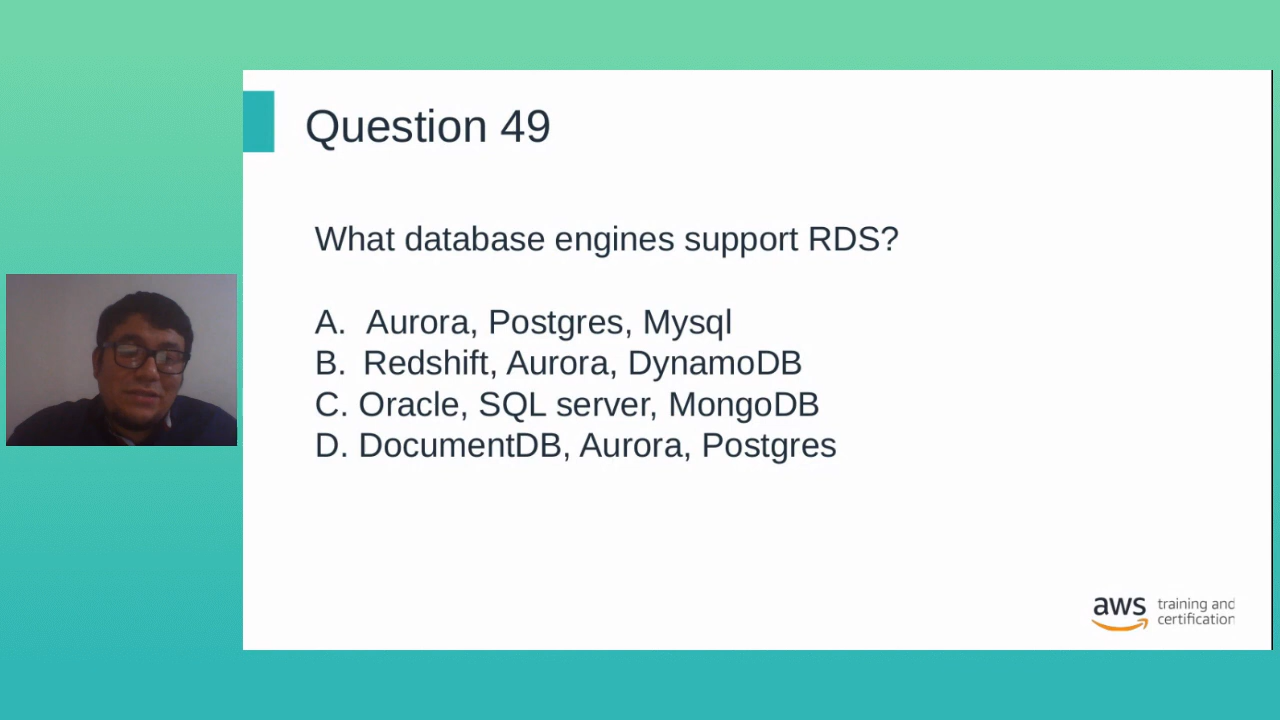 Question 49
What database engines support RDS?
A. Aurora, Postgres, Mysql
B. Redshift, Aurora, DynamoDB
C. Oracle, SQL server, MongoDB
D. DocumentDB, Aurora, Postgres
aws training and
certification